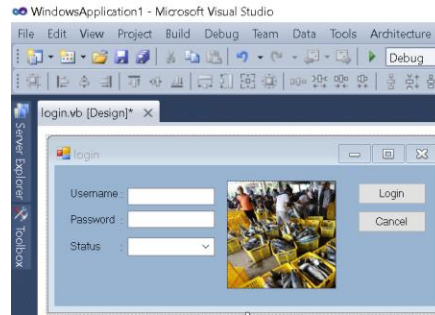 WindowsApplication1 - Microsoft Visual Studio
File Edit View Project Build Debug Team Data Tools Architecture
Debug
login.vb [Design]* X
Server Explorer
Toolbox
login
Username :
Password :
Status :
Login
Cancel